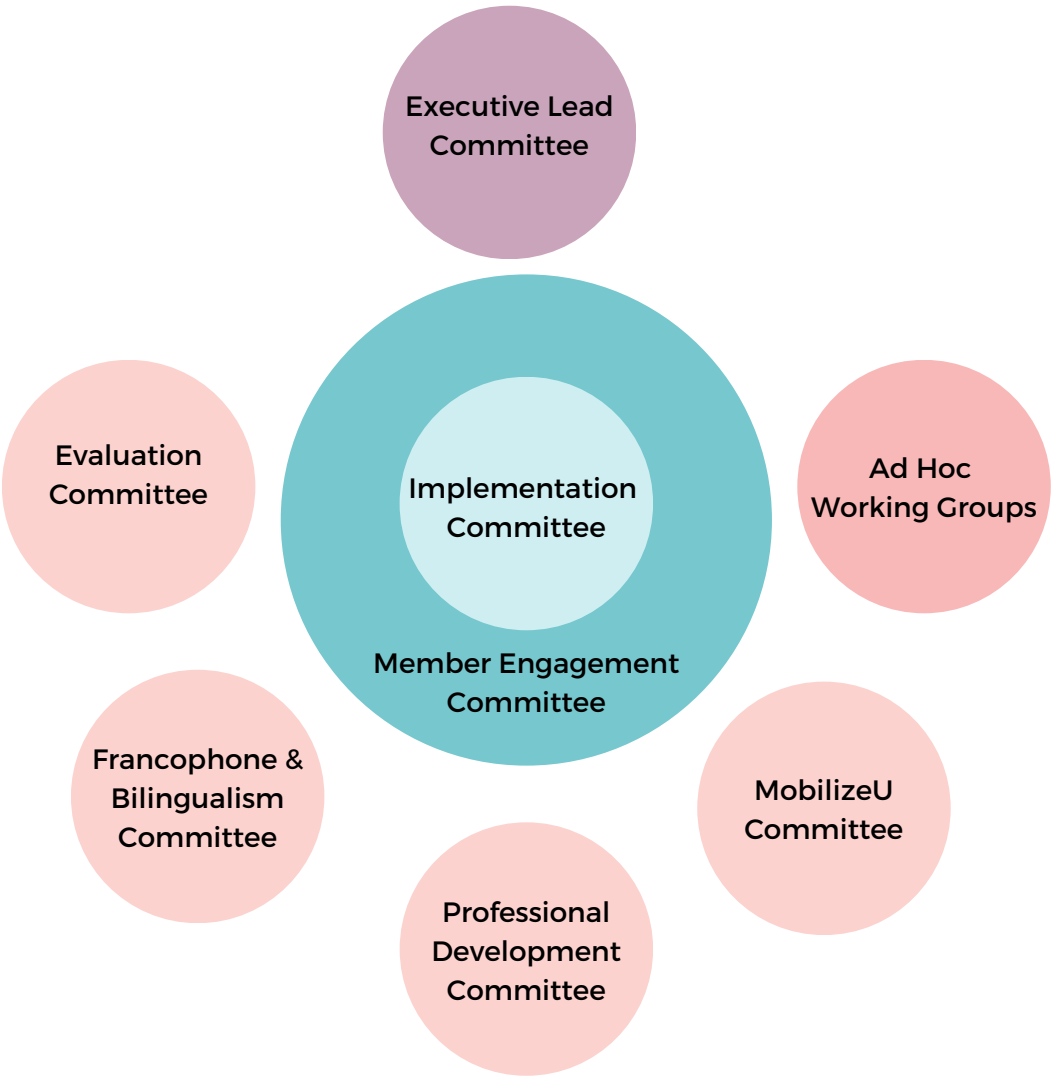 Executive Lead
Committee
Evaluation
Committee
Implementation
Committee
Ad Hoc
Working Groups
Member Engagement
Committee
Francophone &
Bilingualism
Committee
MobilizeU
Committee
Professional
Development
Committee